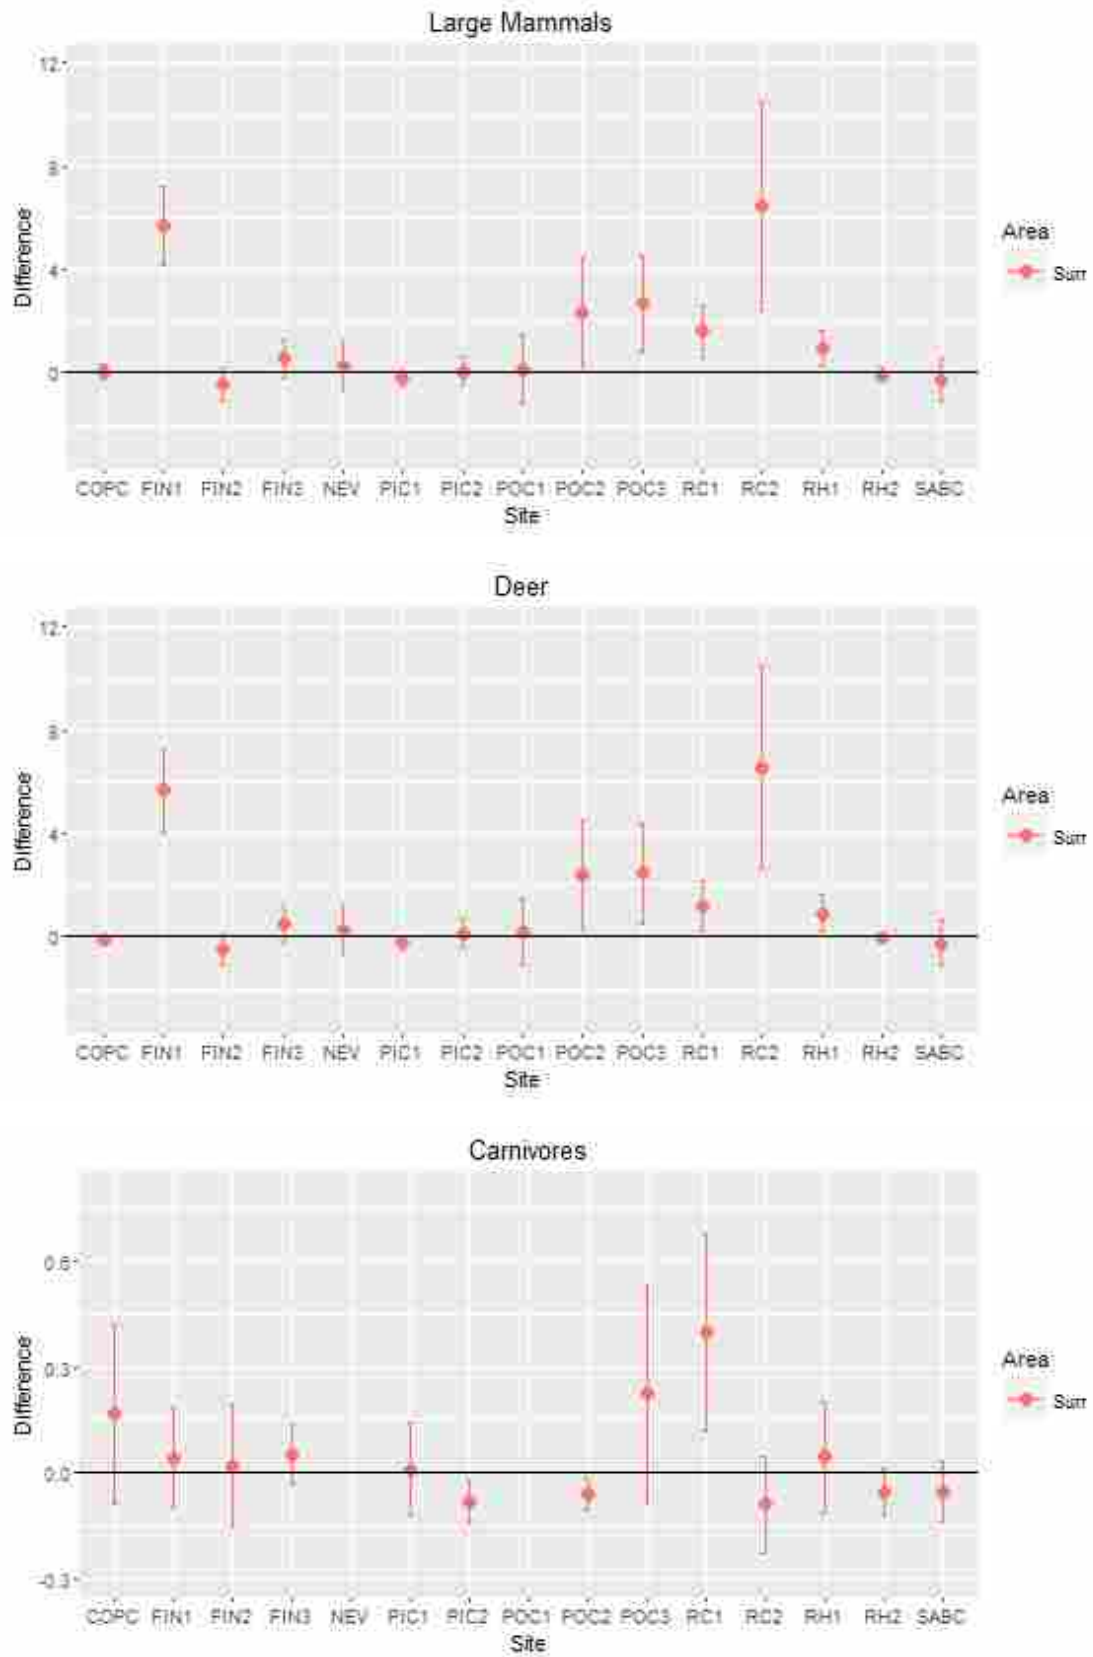 Large Mammals
12
8
4
0
Difference
COPC FIN1 FIN2 FIN3 NEV PIC1 PIC2 POC1 POC2 POC3 RC1 RC2 RH1 RH2 SABC
Site
Area
Deer
12
8
4
0
Difference
COPC FIN1 FIN2 FIN3 NEV PIC1 PIC2 POC1 POC2 POC3 RC1 RC2 RH1 RH2 SABC
Site
Area
Carnivores
0.6
0.3
0.0
-0.3
Difference
COPC FIN1 FIN2 FIN3 NEV PIC1 PIC2 POC1 POC2 POC3 RC1 RC2 RH1 RH2 SABC
Site
Area